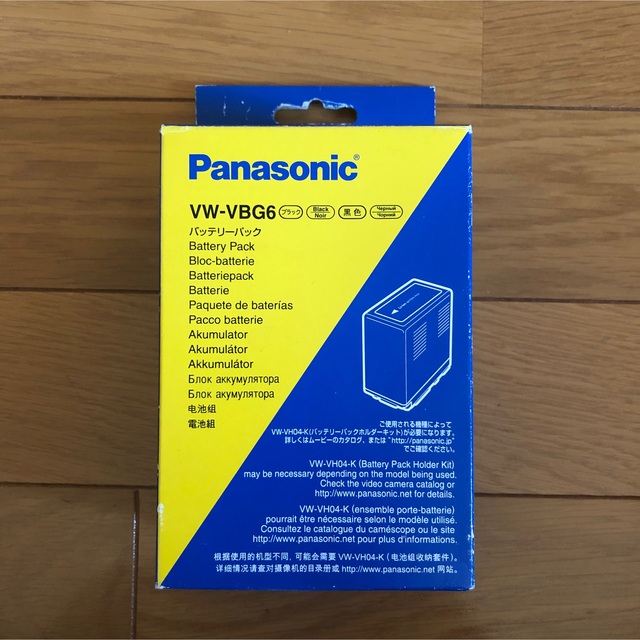 Panasonic®
VW-VBG6 ブラック Black Noir 黒色 Черный Чорний
バッテリーパック
Battery Pack
Bloc-batterie
Batteriepack
Batterie
Paquete de baterías
Pacco batterie
Akumulator
Akumulátor
Akkumulátor
Блок аккумулятора
Блок акумулятора
电池组
電池組
ご使用される機種によって
VW-VH04-K(バッテリーパックホルダーキット)が必要になります。
詳しくはムービーのカタログ、または "http://panasonic.jp"
でご確認ください。
VW-VH04-K (Battery Pack Holder Kit)
may be necessary depending on the model being used.
Check the video camera catalog or
http://www.panasonic.net for details.
VW-VH04-K (ensemble porte-batterie)
pourrait être nécessaire selon le modèle utilisé.
Consultez le catalogue du caméscope ou le site
http://www.panasonic.net pour plus d'informations.
根据使用的机型不同, 可能会需要 VW-VH04-K (电池组收纳套件)。
详细情况请查对摄像机的目录册或 http://www.panasonic.net 网站。